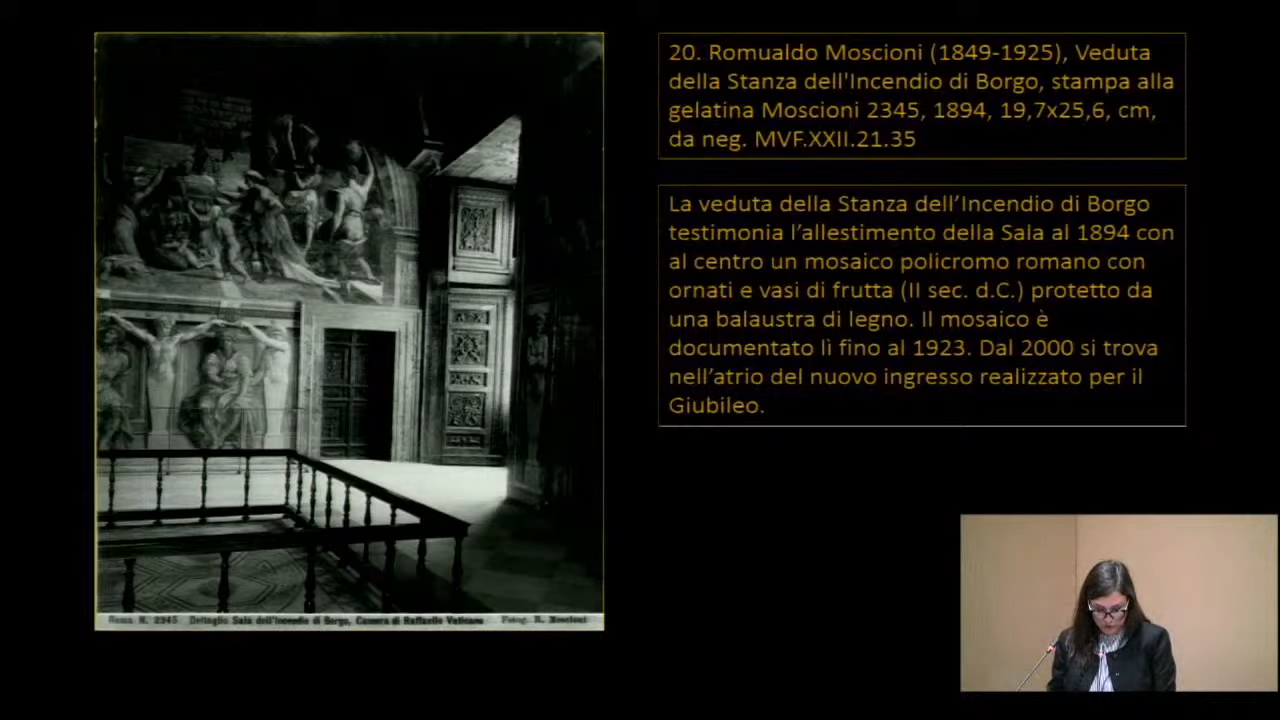 20. Romualdo Moscioni (1849-1925), Veduta
della Stanza dell'Incendio di Borgo, stampa alla
gelatina Moscioni 2345, 1894, 19,7x25,6, cm,
da neg. MVF.XXII.21.35
La veduta della Stanza dell’Incendio di Borgo
testimonia l’allestimento della Sala al 1894 con
al centro un mosaico policromo romano con
ornati e vasi di frutta (II sec. d.C.) protetto da
una balaustra di legno. Il mosaico è
documentato lì fino al 1923. Dal 2000 si trova
nell’atrio del nuovo ingresso realizzato per il
Giubileo.
Roma N. 2345 Dettaglio Sala dell'Incendio di Borgo, Camera di Raffaello Vaticano Fotog. R. Moscioni